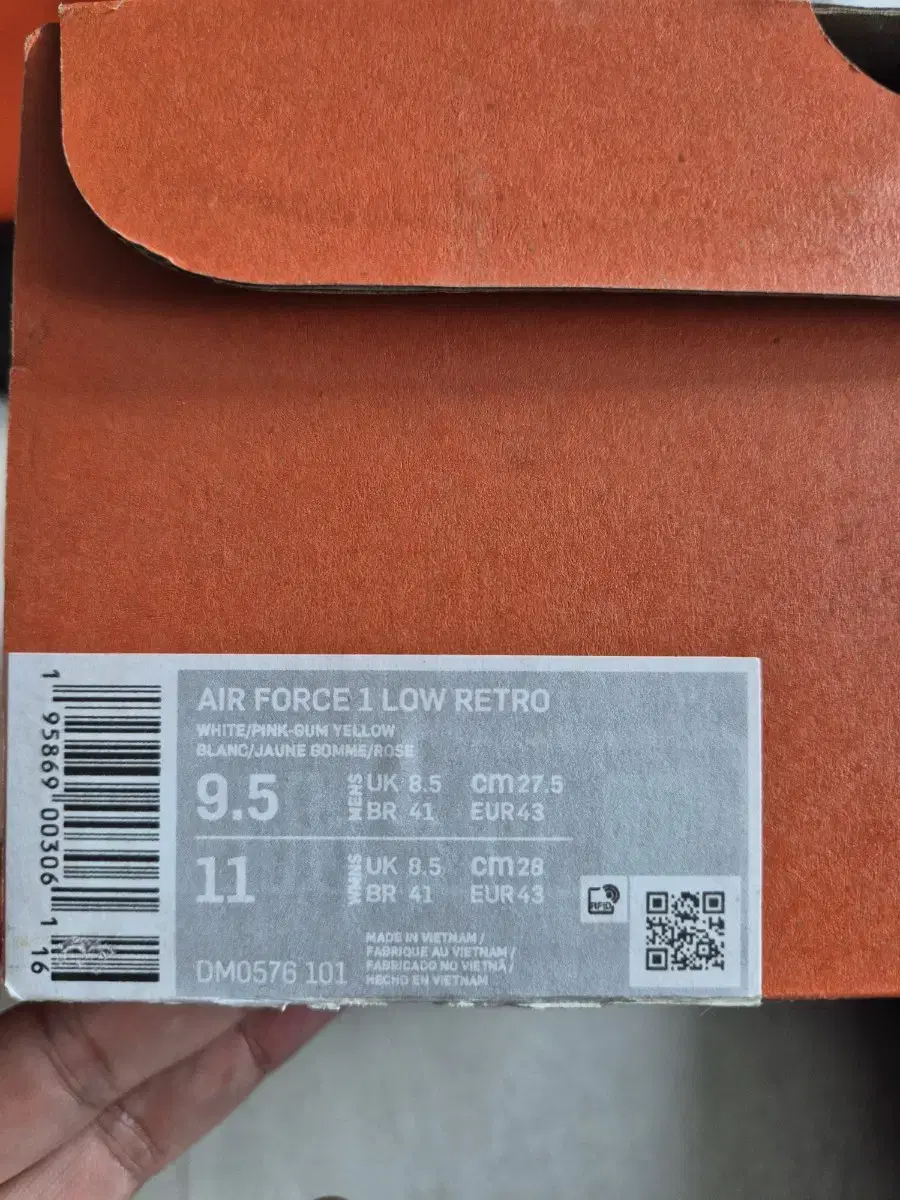 AIR FORCE 1 LOW RETRO
WHITE/PINK-GUM YELLOW
BLANC/JAUNE GOMME/ROSE
9.5 MENS UK 8.5 cm 27.5
BR 41 EUR 43
11 WMNS UK 8.5 cm 28
BR 41 EUR 43
RFID
MADE IN VIETNAM /
FABRIQUE AU VIETNAM /
FABRICADO NO VIETNÃ /
HECHO EN VIETNAM
DM0576 101
1 95869 00306 1 16